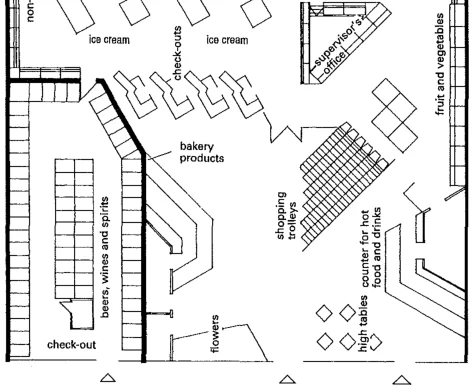 non-
ice cream
check-outs
ice cream
supervisor's
office
fruit and vegetables
bakery
products
beers, wines and spirits
shopping
trolleys
counter for hot
food and drinks
check-out
flowers
high tables